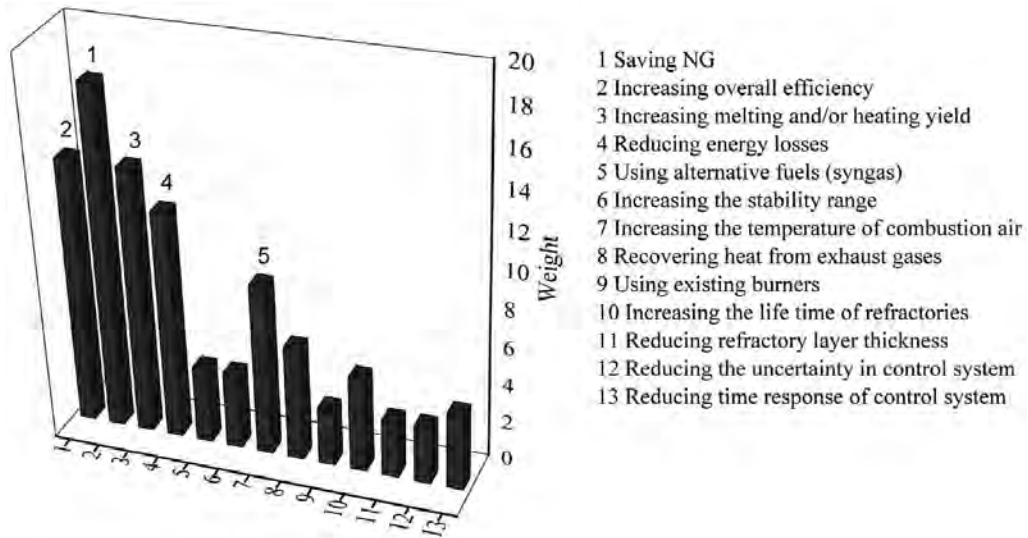 1
2
3
4
5
20
18
16
14
12
10
8
6
4
2
0
Weight
1
2
3
4
5
6
7
8
9
10
11
12
13
1 Saving NG
2 Increasing overall efficiency
3 Increasing melting and/or heating yield
4 Reducing energy losses
5 Using alternative fuels (syngas)
6 Increasing the stability range
7 Increasing the temperature of combustion air
8 Recovering heat from exhaust gases
9 Using existing burners
10 Increasing the life time of refractories
11 Reducing refractory layer thickness
12 Reducing the uncertainty in control system
13 Reducing time response of control system